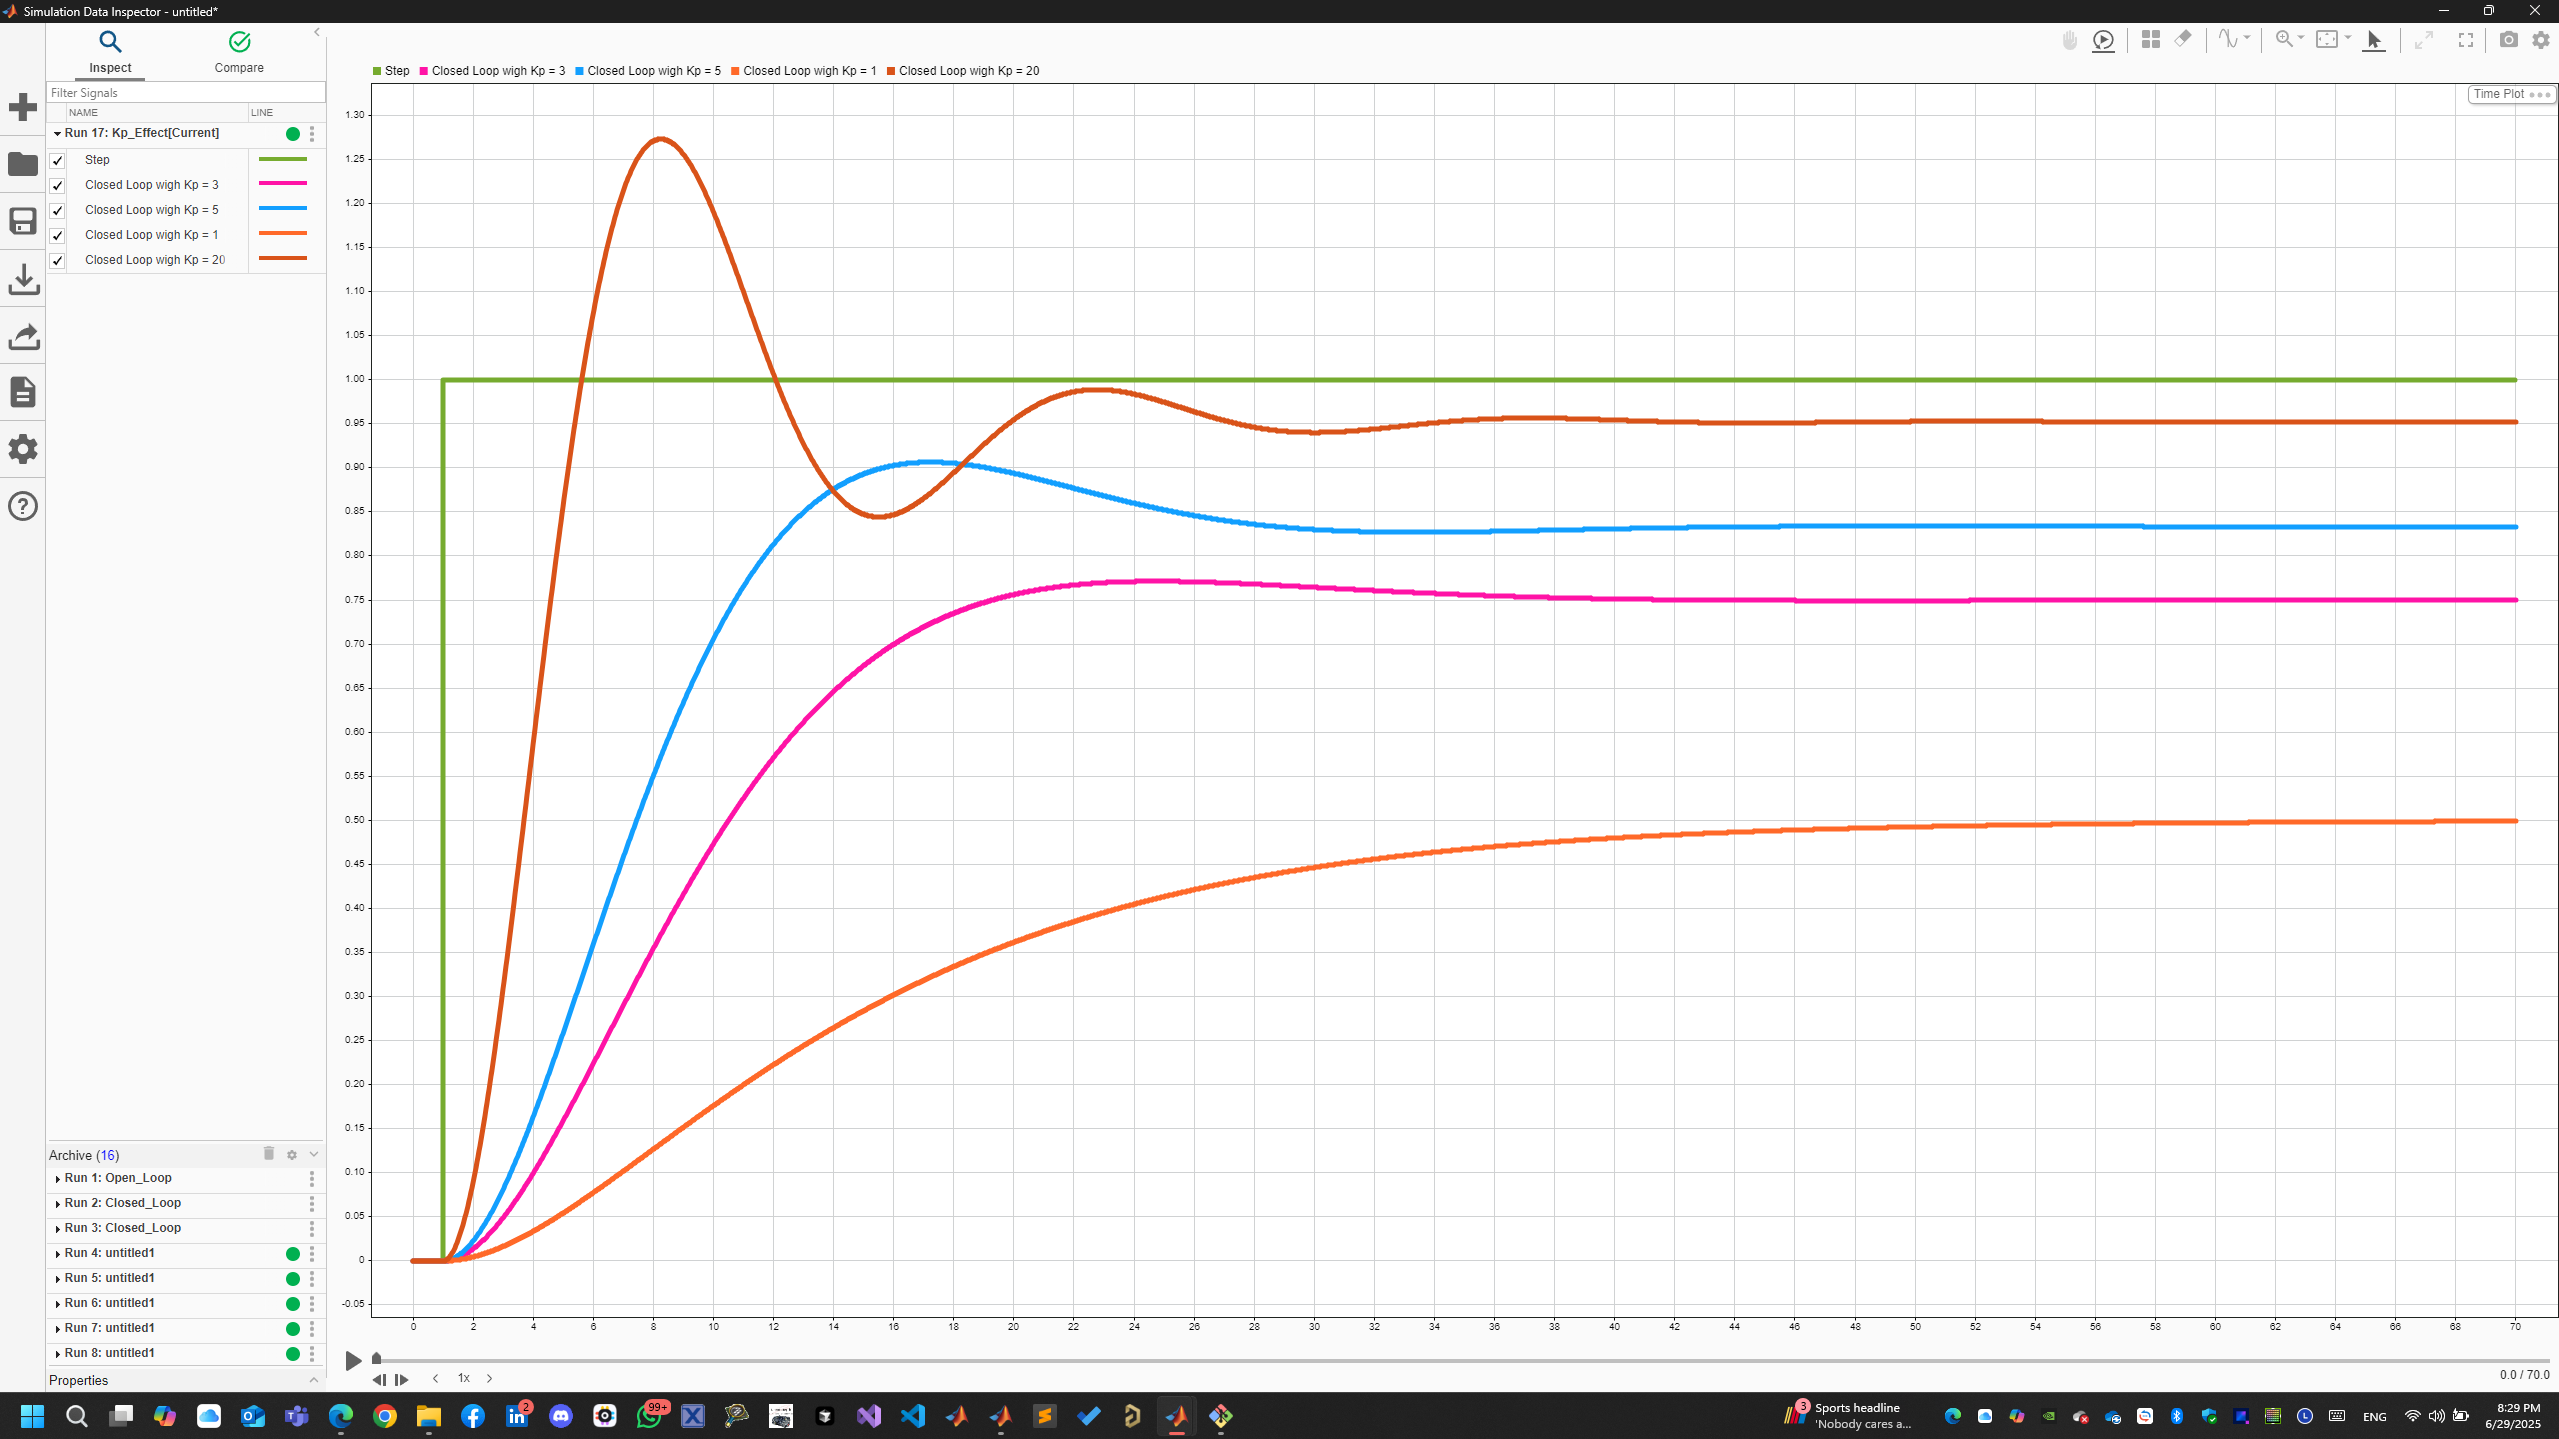 Simulation Data Inspector - untitled*
Inspect
Compare
Filter Signals
NAME LINE
Run 17: Kp_Effect[Current]
Step
Closed Loop wigh Kp = 3
Closed Loop wigh Kp = 5
Closed Loop wigh Kp = 1
Closed Loop wigh Kp = 20
Archive (16)
Run 1: Open_Loop
Run 2: Closed_Loop
Run 3: Closed_Loop
Run 4: untitled1
Run 5: untitled1
Run 6: untitled1
Run 7: untitled1
Run 8: untitled1
Properties
Step Closed Loop wigh Kp = 3 Closed Loop wigh Kp = 5 Closed Loop wigh Kp = 1 Closed Loop wigh Kp = 20
Time Plot
1.30
1.25
1.20
1.15
1.10
1.05
1.00
0.95
0.90
0.85
0.80
0.75
0.70
0.65
0.60
0.55
0.50
0.45
0.40
0.35
0.30
0.25
0.20
0.15
0.10
0.05
0
-0.05
0 2 4 6 8 10 12 14 16 18 20 22 24 26 28 30 32 34 36 38 40 42 44 46 48 50 52 54 56 58 60 62 64 66 68 70
1x
0.0 / 70.0
2
99+
3
Sports headline
'Nobody cares a...
ENG
8:29 PM
6/29/2025